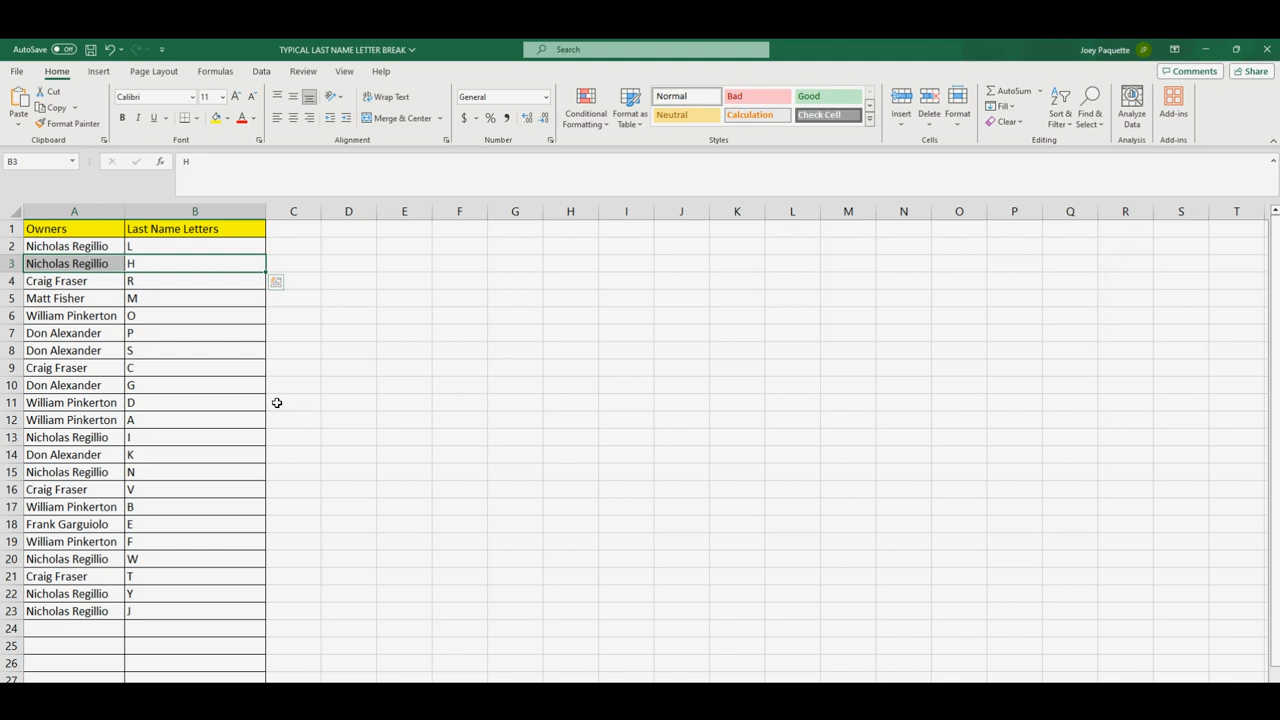 AutoSave Off TYPICAL LAST NAME LETTER BREAK Search Joey Paquette JP
File Home Insert Page Layout Formulas Data Review View Help Comments Share
Paste Cut Copy Format Painter Clipboard
Calibri 11 A A B I U A Font
Wrap Text Merge & Center Alignment
General $ % , Number
Conditional Formatting Format as Table Normal Bad Good Neutral Calculation Check Cell Styles
Insert Delete Format Cells
AutoSum Fill Clear Sort & Filter Find & Select Editing
Analyze Data Analysis
Add-ins Add-ins
B3 fx H
A B C D E F G H I J K L M N O P Q R S T
1 Owners Last Name Letters
2 Nicholas Regillio L
3 Nicholas Regillio H
4 Craig Fraser R
5 Matt Fisher M
6 William Pinkerton O
7 Don Alexander P
8 Don Alexander S
9 Craig Fraser C
10 Don Alexander G
11 William Pinkerton D
12 William Pinkerton A
13 Nicholas Regillio I
14 Don Alexander K
15 Nicholas Regillio N
16 Craig Fraser V
17 William Pinkerton B
18 Frank Garguiolo E
19 William Pinkerton F
20 Nicholas Regillio W
21 Craig Fraser T
22 Nicholas Regillio Y
23 Nicholas Regillio J
24
25
26
27